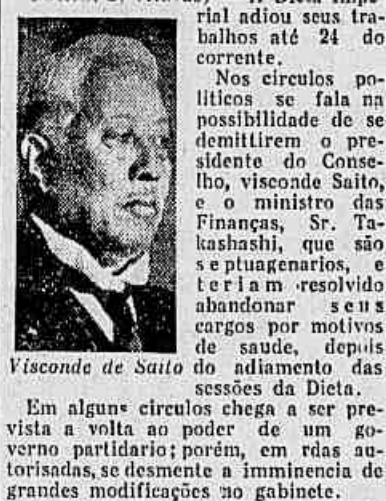 A Dieta Impe-
rial adiou seus tra-
balhos até 24 do
corrente.
Nos circulos po-
liticos se fala na
possibilidade de se
demittirem o pre-
sidente do Conse-
lho, visconde Saito,
e o ministro das
Finanças, Sr. Ta-
kashashi, que são
septuagenarios, e
teriam resolvido
abandonar seus
cargos por motivos
de saude, depois
Visconde de Saito
do adiamento das
sessões da Dieta.
Em alguns circulos chega a ser pre-
vista a volta ao poder de um go-
verno partidario; porém, em rdas au-
torisadas, se desmente a imminencia de
grandes modificações no gabinete.